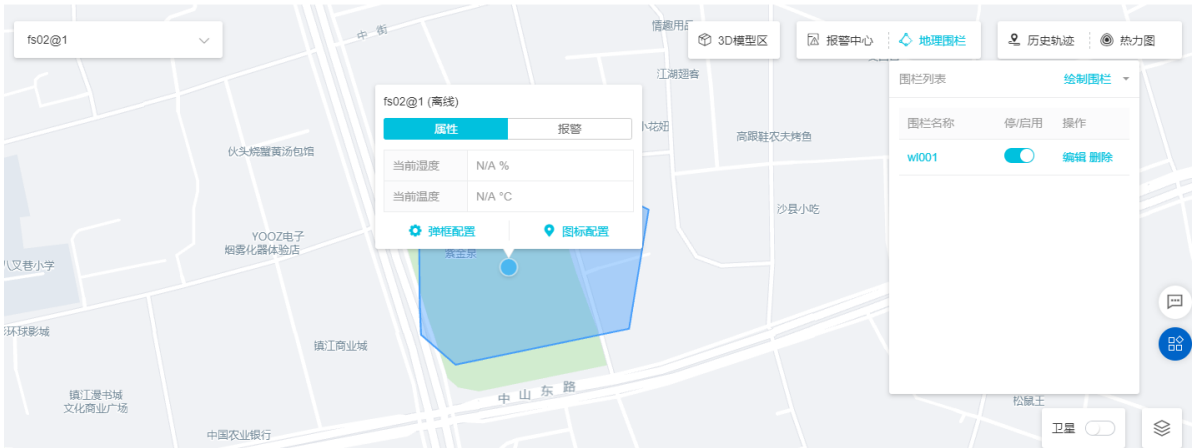 fs02@1
中街
情趣用品
3D模型区
报警中心
地理围栏
历史轨迹
热力图
围栏列表
绘制围栏
围栏名称
停/启用
操作
wl001
编辑 删除
江湖翅客
fs02@1 (离线)
属性
报警
当前湿度
N/A %
当前温度
N/A °C
弹框配置
图标配置
小花妞
高跟鞋农夫烤鱼
伙头烧蟹黄汤包馆
沙县小吃
YOOZ电子
烟雾化器体验店
紫金泉
八叉巷小学
环球影城
镇江商业城
中山东路
镇江漫书城
文化商业广场
松鼠王
中国农业银行
卫星